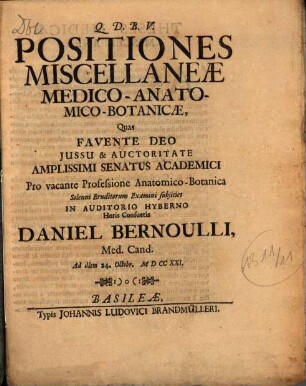 Q. D. B. V.
POSITIONES
MISCELLANEÆ
MEDICO-ANATO-
MICO-BOTANICÆ,
Quas
FAVENTE DEO
JUSSU & AUCTORITATE
AMPLISSIMI SENATUS ACADEMICI
Pro vacante Professione Anatomico-Botanica
Solenni Eruditorum Examini subjiciet
IN AUDITORIO HYBERNO
Horis Consuetis
DANIEL BERNOULLI,
Med. Cand.
Ad diem 24. Octobr. M D CC XXI.
BASILEÆ,
Typis JOHANNIS LUDOVICI BRANDMÜLLERI.